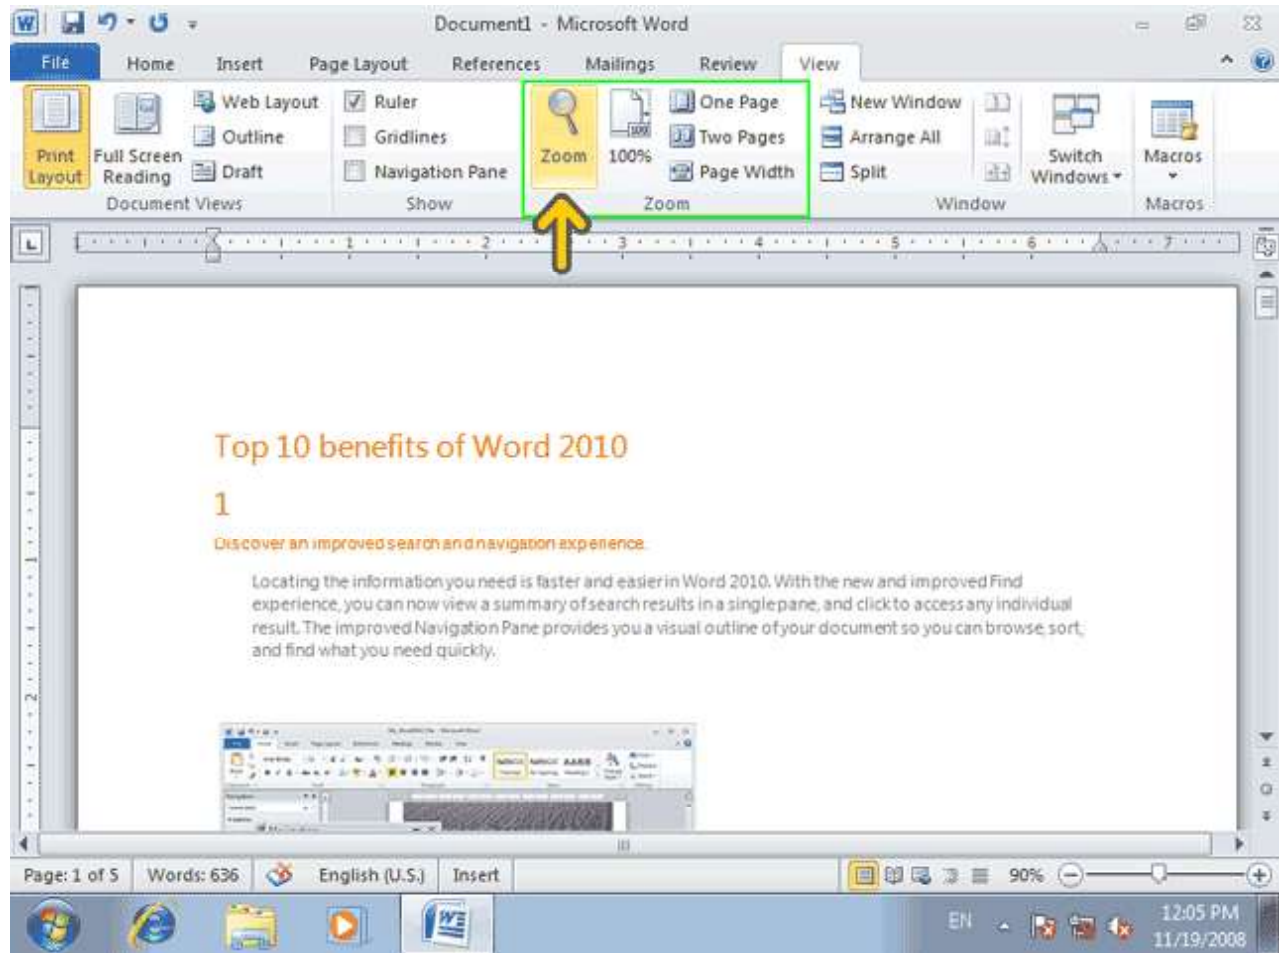 Document1 - Microsoft Word
File Home Insert Page Layout References Mailings Review View
Print Layout
Full Screen Reading
Web Layout
Outline
Draft
Document Views
Ruler
Gridlines
Navigation Pane
Show
Zoom
100%
One Page
Two Pages
Page Width
Zoom
New Window
Arrange All
Split
Switch Windows
Window
Macros
Macros
1 2 3 4 5 6 7
Top 10 benefits of Word 2010
1
Discover an improved search and navigation experience.
Locating the information you need is faster and easier in Word 2010. With the new and improved Find
experience, you can now view a summary of search results in a single pane, and click to access any individual
result. The improved Navigation Pane provides you a visual outline of your document so you can browse, sort,
and find what you need quickly.
Page: 1 of 5 Words: 636 English (U.S.) Insert 90%
EN
12:05 PM
11/19/2008